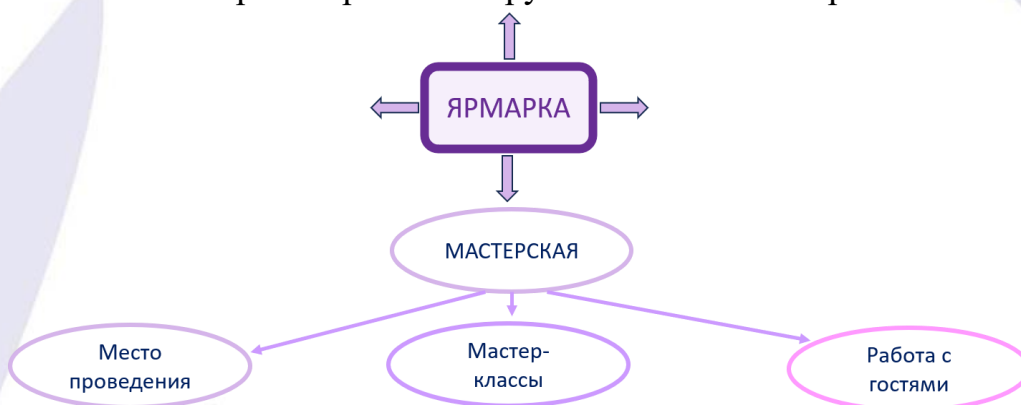 ЯРМАРКА
МАСТЕРСКАЯ
Место
проведения
Мастер-
классы
Работа с
гостями